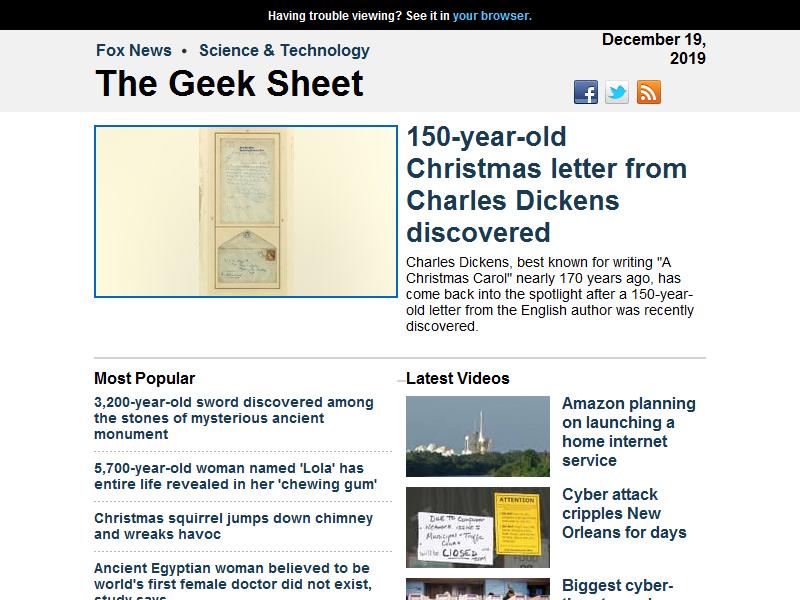 Having trouble viewing? See it in your browser.
Fox News • Science & Technology
The Geek Sheet
December 19,
2019
150-year-old
Christmas letter from
Charles Dickens
discovered
Charles Dickens, best known for writing "A
Christmas Carol" nearly 170 years ago, has
come back into the spotlight after a 150-year-
old letter from the English author was recently
discovered.
Most Popular
3,200-year-old sword discovered among
the stones of mysterious ancient
monument
5,700-year-old woman named 'Lola' has
entire life revealed in her 'chewing gum'
Christmas squirrel jumps down chimney
and wreaks havoc
Ancient Egyptian woman believed to be
world's first female doctor did not exist,
study says
Latest Videos
Amazon planning
on launching a
home internet
service
DUE TO Computer
Network ISSUES
Municipal + Traffic
Court
will be CLOSED
ATTENTION
Cyber attack
cripples New
Orleans for days
Biggest cyber-